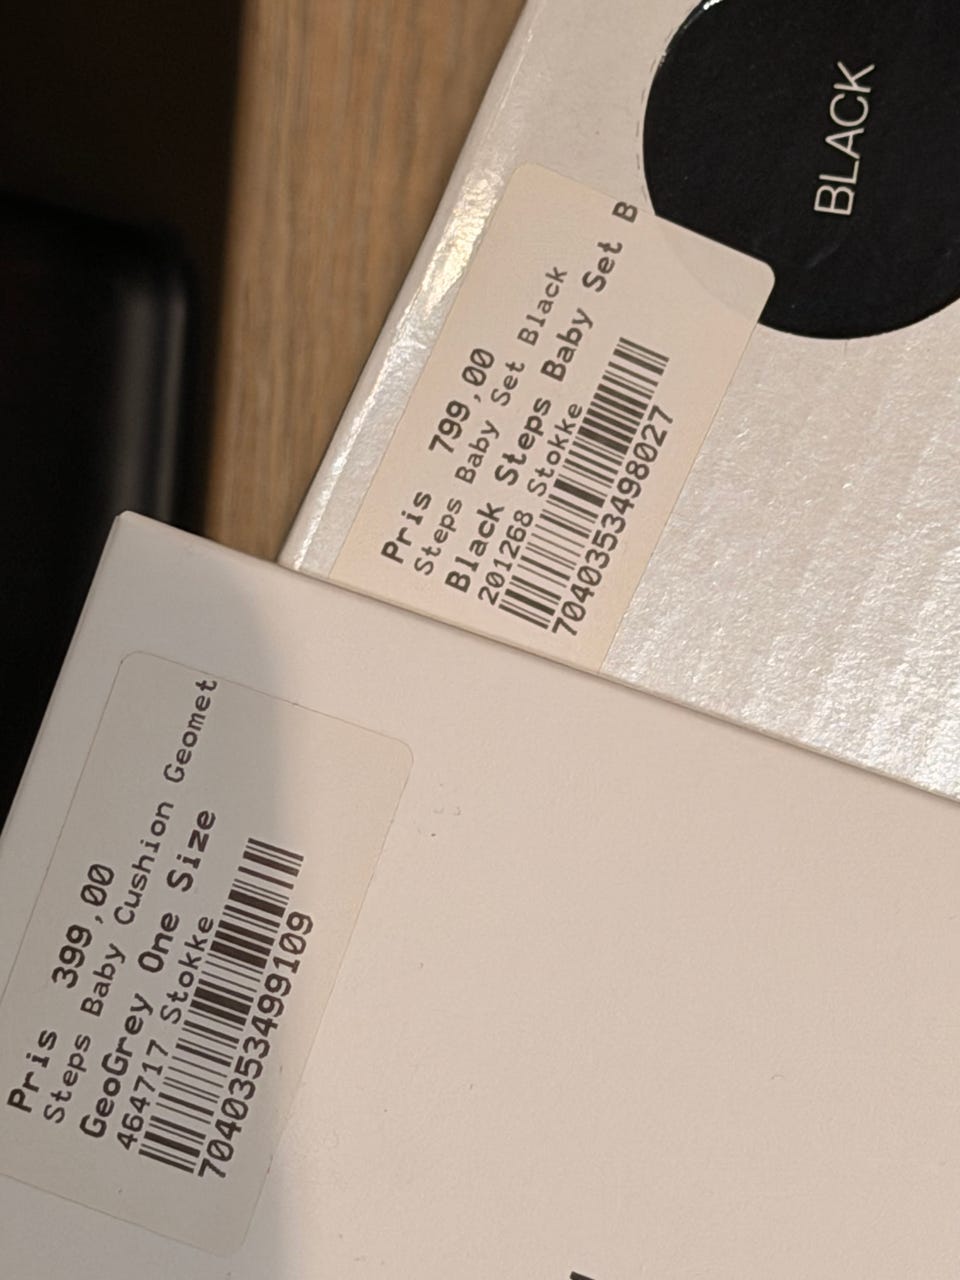 BLACK
Pris 799,00
Steps Baby Set Black
Black Steps Baby Set B
201268 Stokke
7040353498027
Pris 399,00
Steps Baby Cushion Geomet
GeoGrey One Size
464717 Stokke
7040353499109